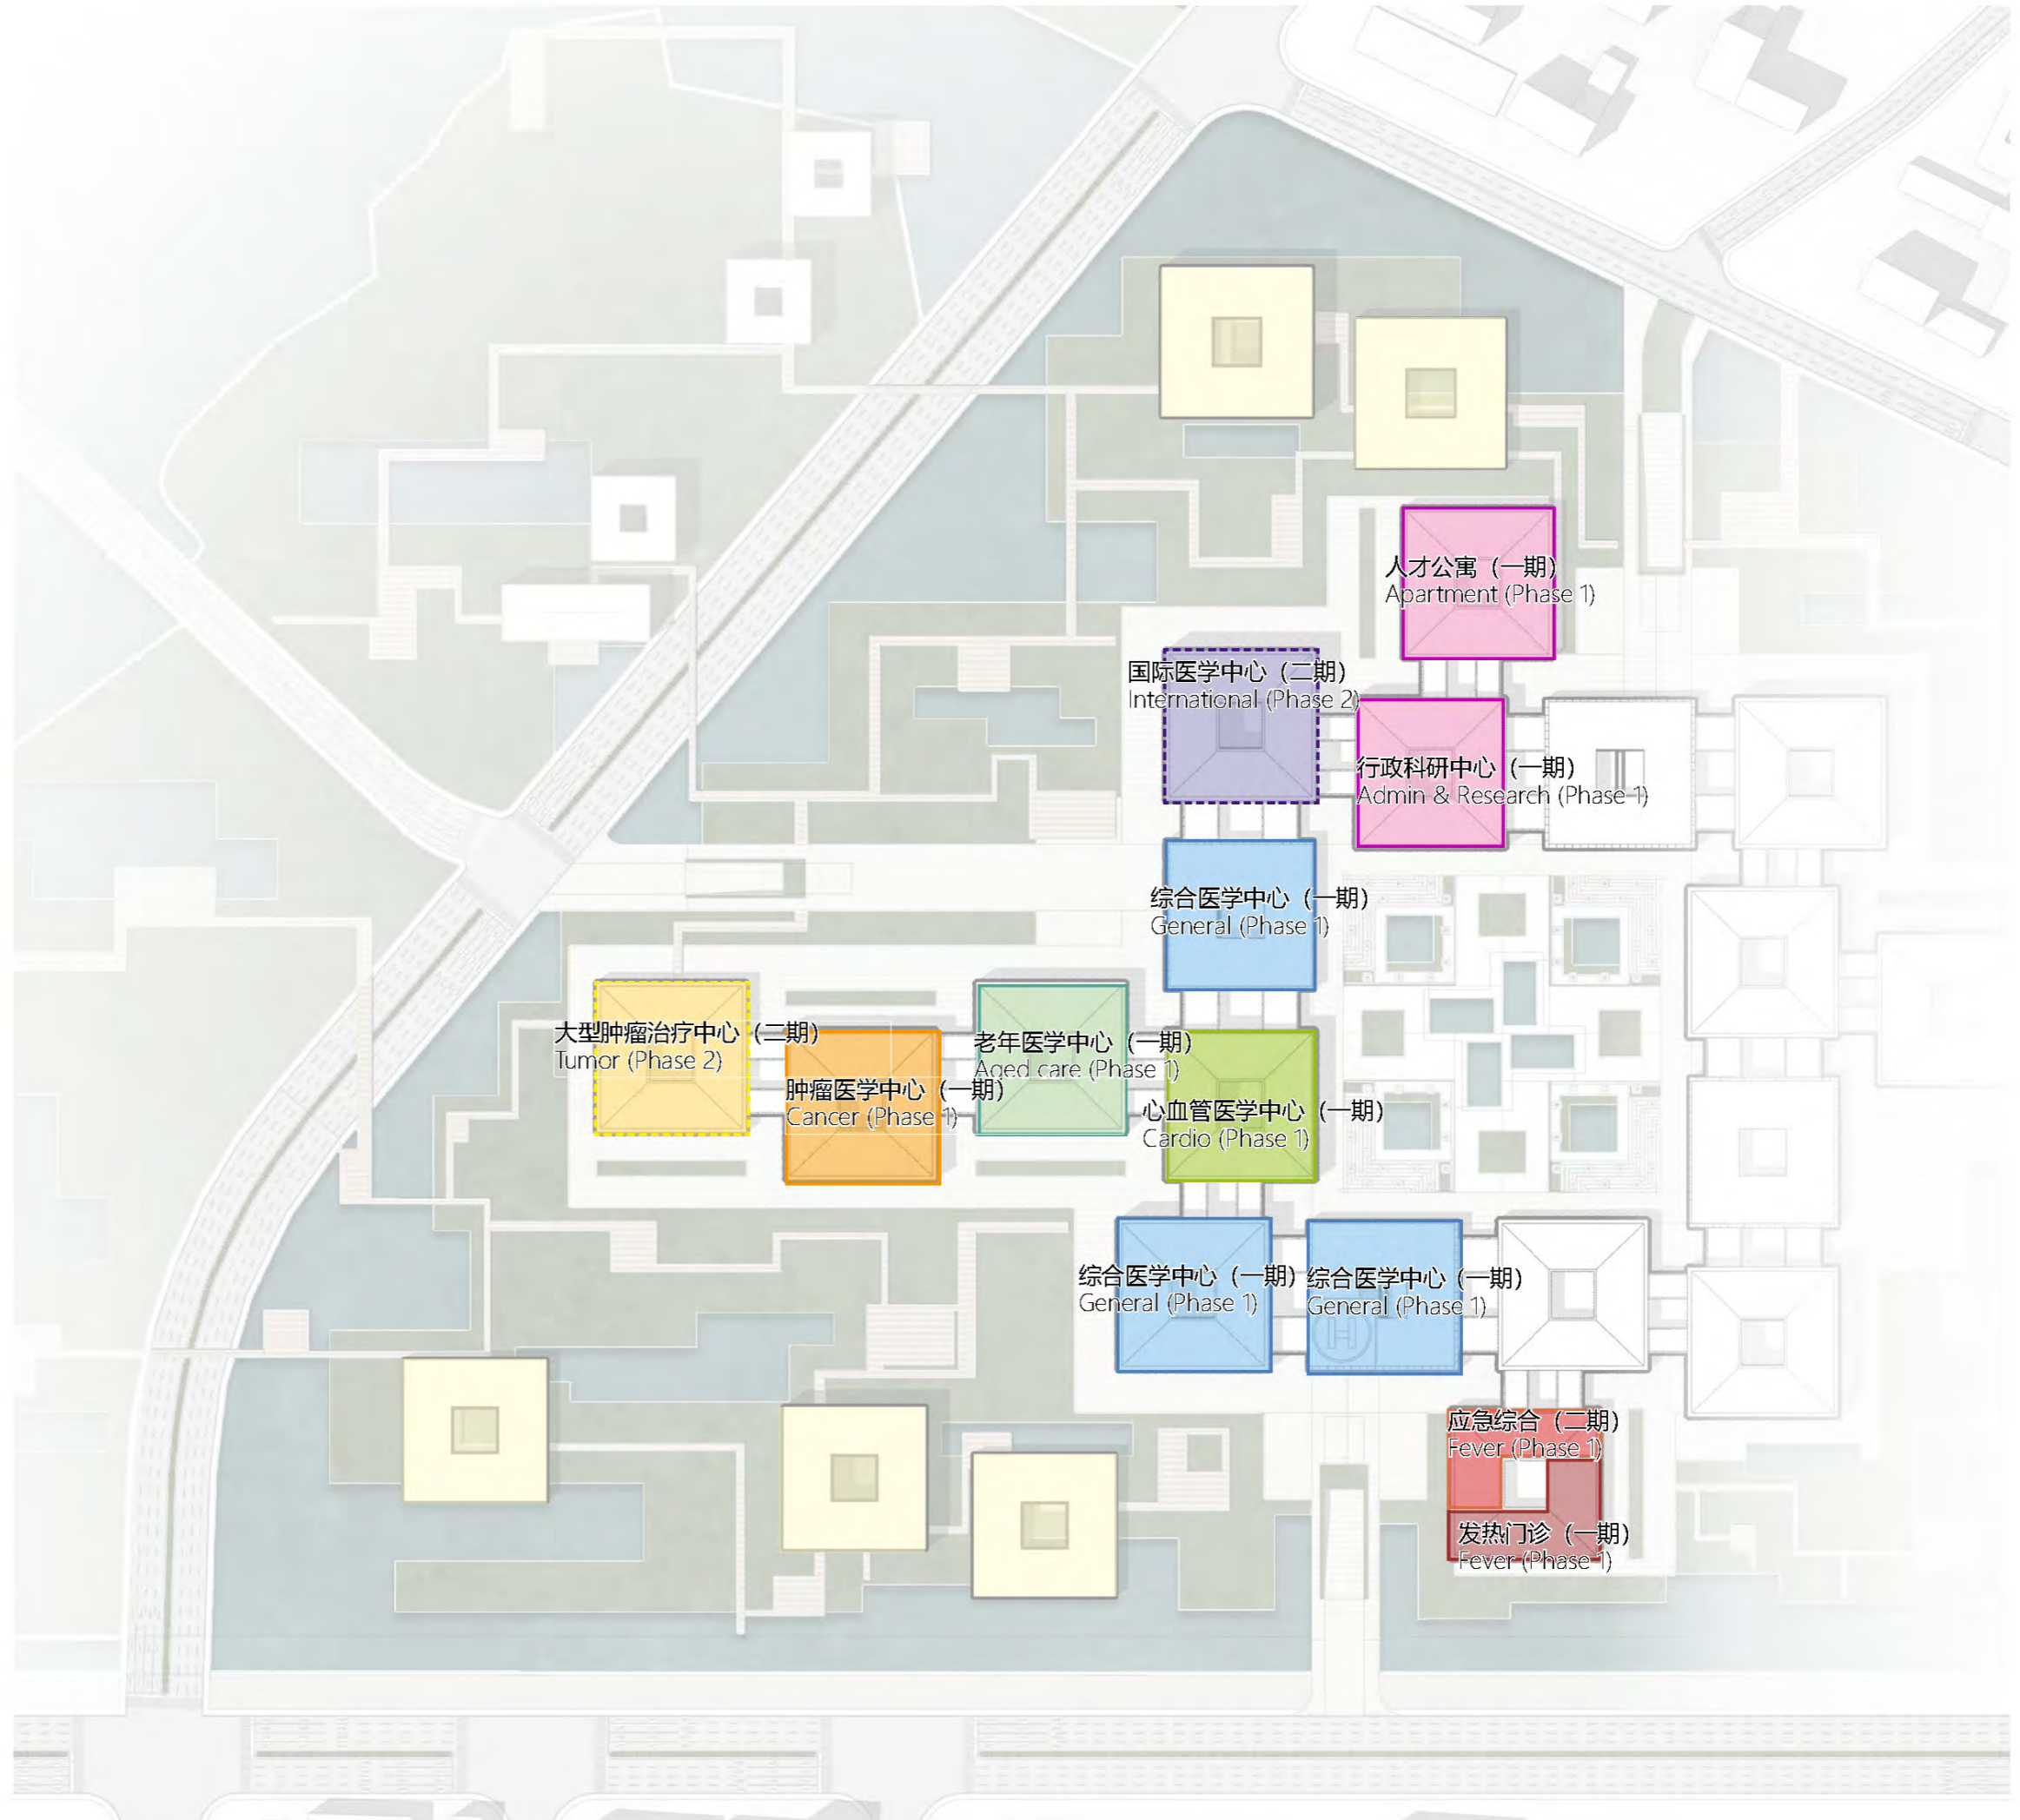 人才公寓（一期）
Apartment (Phase 1)
国际医学中心（二期）
International (Phase 2)
行政科研中心（一期）
Admin & Research (Phase 1)
综合医学中心（一期）
General (Phase 1)
大型肿瘤治疗中心（二期）
Tumor (Phase 2)
老年医学中心（一期）
Aged care (Phase 1)
肿瘤医学中心（一期）
Cancer (Phase 1)
心血管医学中心（一期）
Cardio (Phase 1)
综合医学中心（一期）
General (Phase 1)
综合医学中心（一期）
General (Phase 1)
H
应急综合（二期）
Fever (Phase 1)
发热门诊（一期）
Fever (Phase 1)